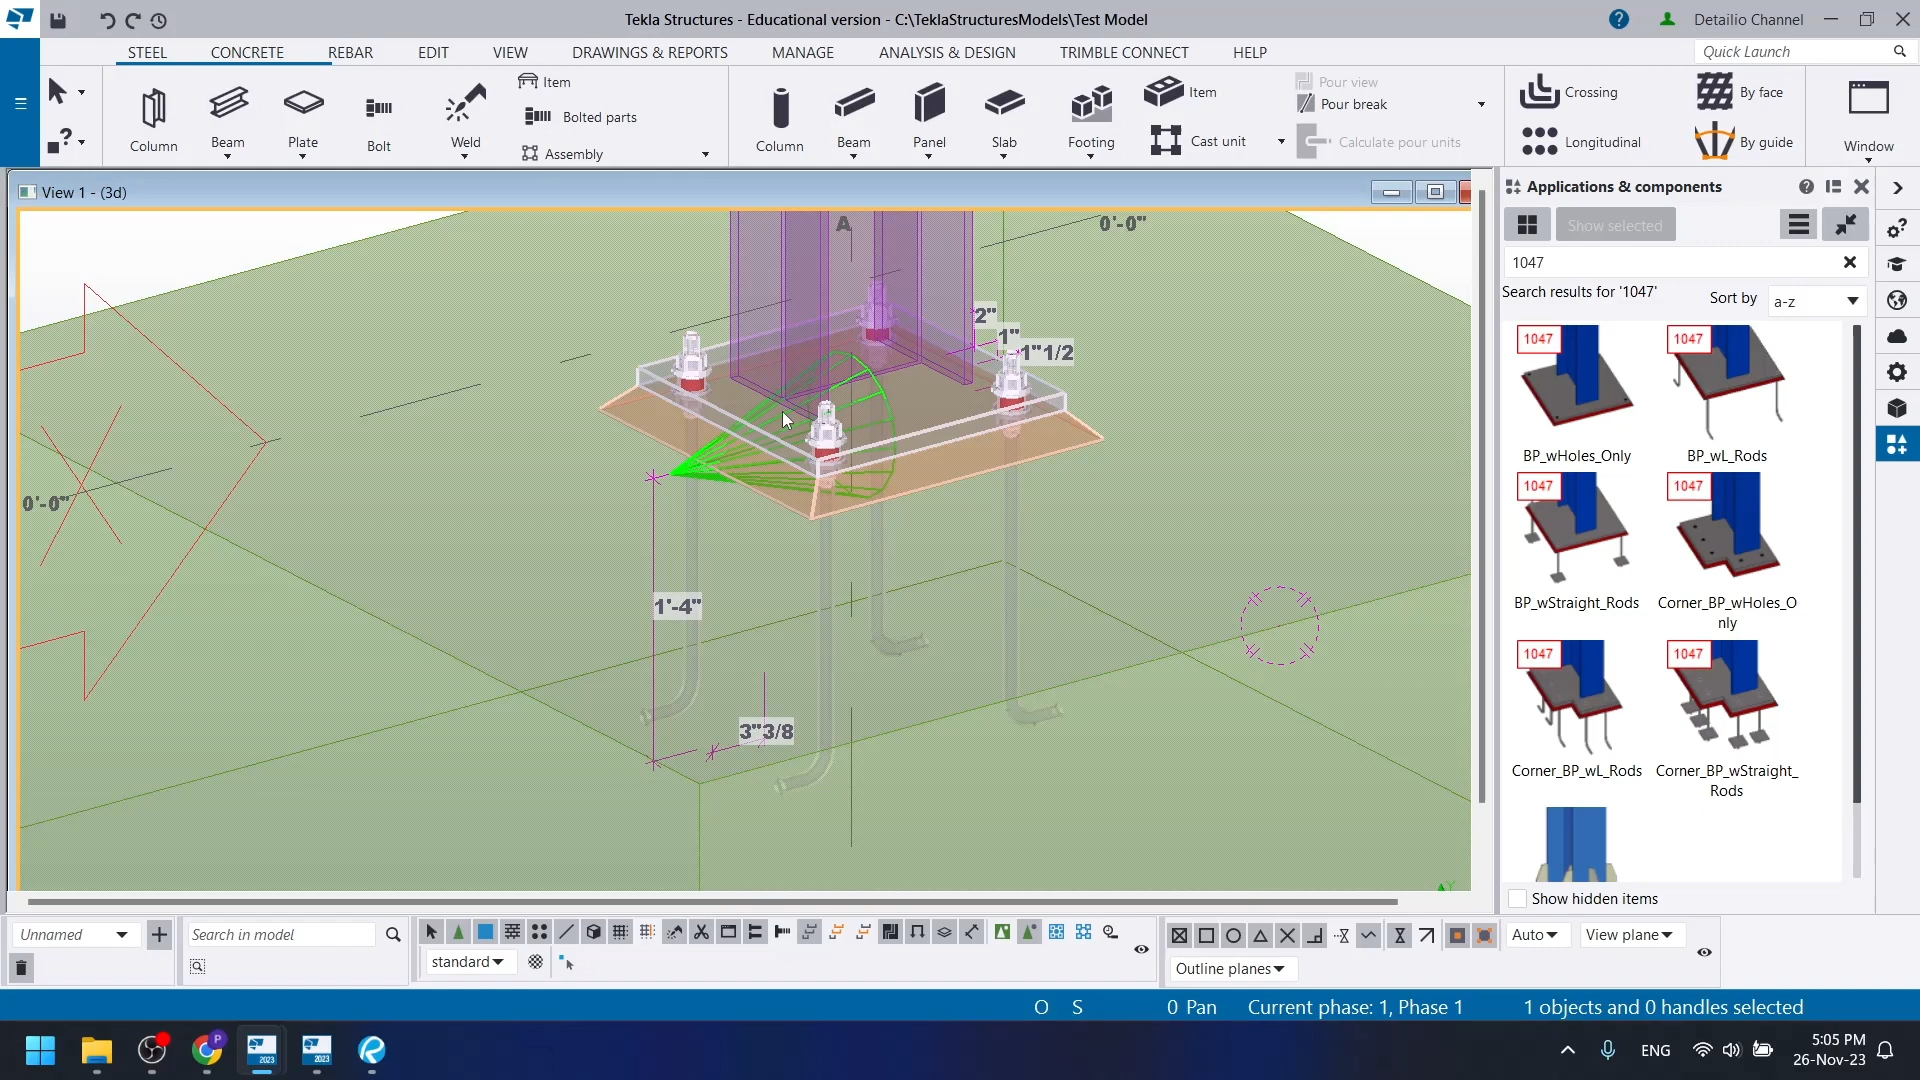 Tekla Structures - Educational version - C:\TeklaStructuresModels\Test Model
Detailio Channel
STEEL CONCRETE REBAR EDIT VIEW DRAWINGS & REPORTS MANAGE ANALYSIS & DESIGN TRIMBLE CONNECT HELP
Quick Launch
Column
Beam
Plate
Bolt
Weld
Item
Bolted parts
Assembly
Column
Beam
Panel
Slab
Footing
Item
Cast unit
Pour view
Pour break
Calculate pour units
Crossing
Longitudinal
By face
By guide
Window
View 1 - (3d)
A
0'-0"
2"
1"
1"1/2
0'-0"
1'-4"
3"3/8
Applications & components
Show selected
1047
Search results for '1047'
Sort by
a-z
1047
BP_wHoles_Only
1047
BP_wL_Rods
1047
BP_wStraight_Rods
1047
Corner_BP_wHoles_O
nly
1047
Corner_BP_wL_Rods
1047
Corner_BP_wStraight_
Rods
Show hidden items
Unnamed
Search in model
standard
Auto
View plane
Outline planes
O S 0 Pan Current phase: 1, Phase 1 1 objects and 0 handles selected
P
2023
2023
ENG
5:05 PM
26-Nov-23